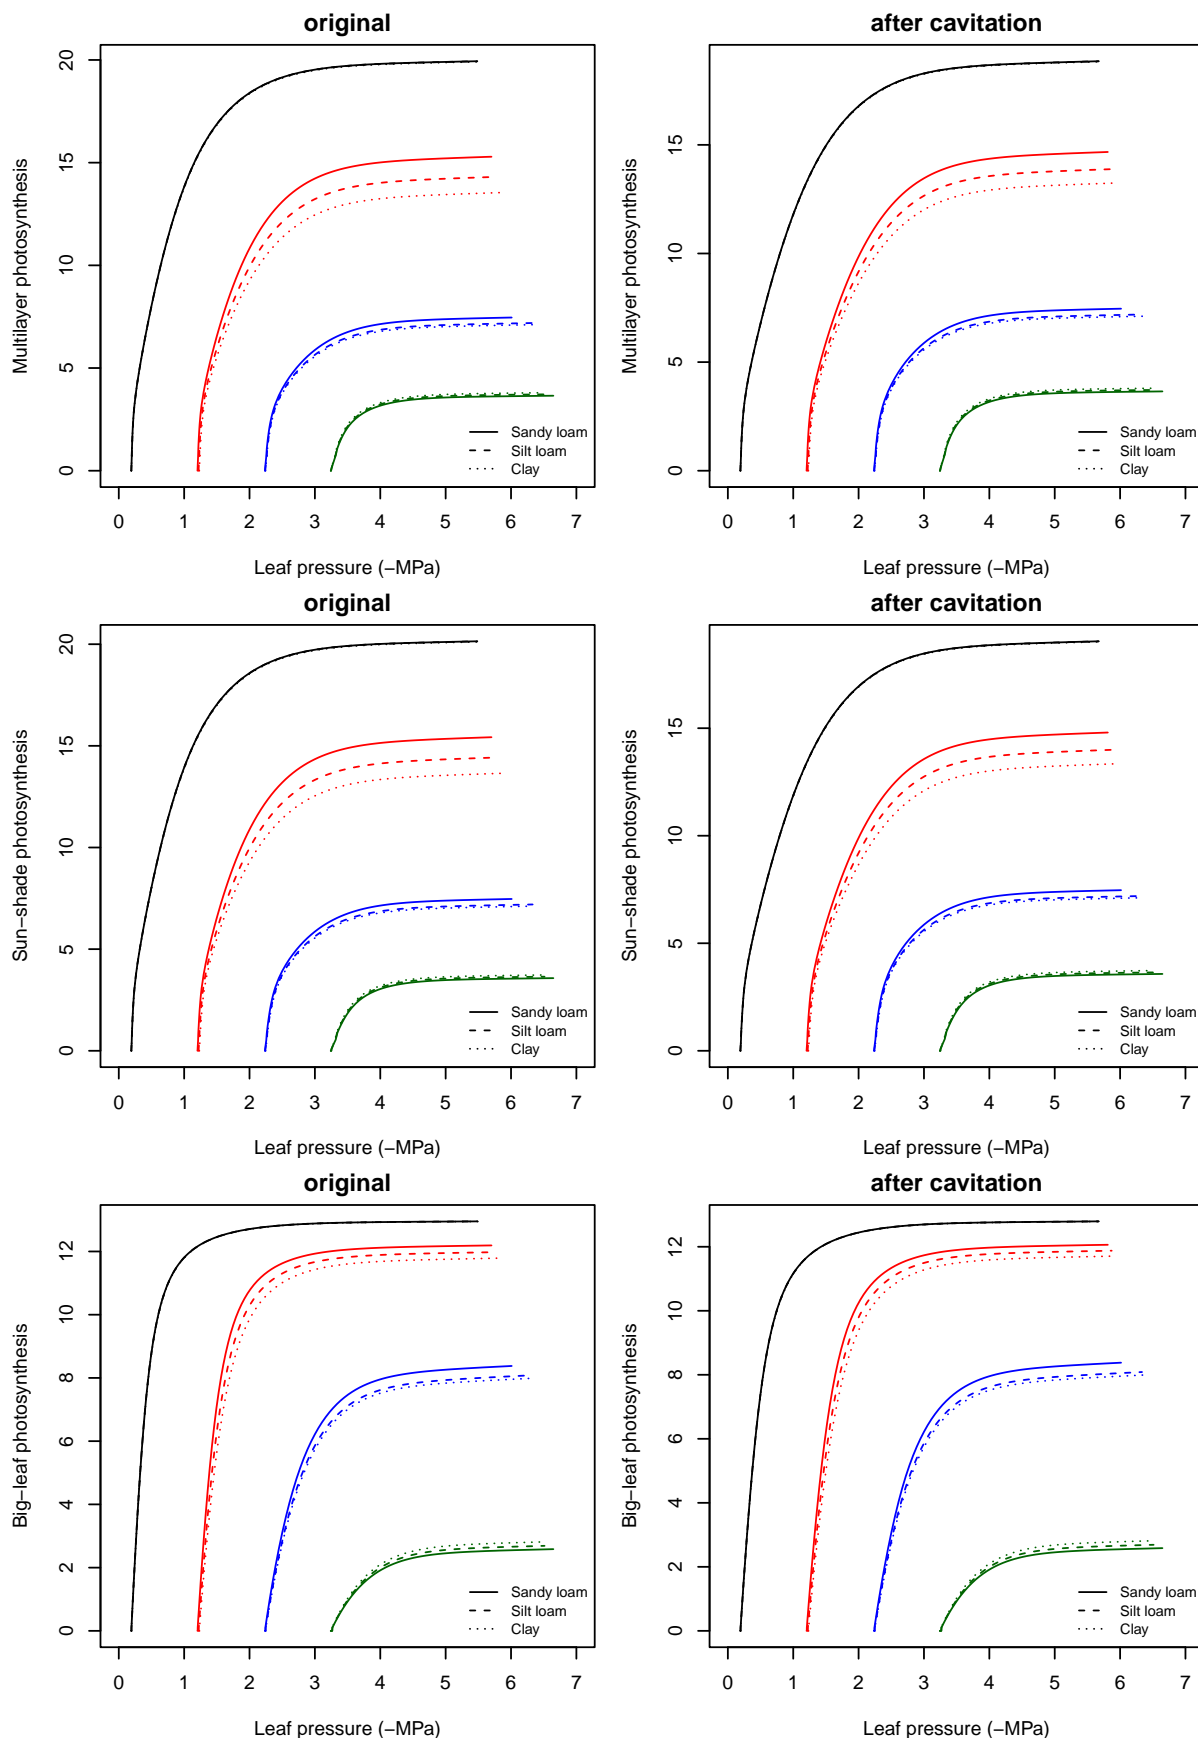 original
Multilayer photosynthesis
20
15
10
5
0
Sandy loam
Silt loam
Clay
0 1 2 3 4 5 6 7
Leaf pressure (−MPa)
after cavitation
Multilayer photosynthesis
15
10
5
0
Sandy loam
Silt loam
Clay
0 1 2 3 4 5 6 7
Leaf pressure (−MPa)
original
Sun−shade photosynthesis
20
15
10
5
0
Sandy loam
Silt loam
Clay
0 1 2 3 4 5 6 7
Leaf pressure (−MPa)
after cavitation
Sun−shade photosynthesis
15
10
5
0
Sandy loam
Silt loam
Clay
0 1 2 3 4 5 6 7
Leaf pressure (−MPa)
original
Big−leaf photosynthesis
12
10
8
6
4
2
0
Sandy loam
Silt loam
Clay
0 1 2 3 4 5 6 7
Leaf pressure (−MPa)
after cavitation
Big−leaf photosynthesis
12
10
8
6
4
2
0
Sandy loam
Silt loam
Clay
0 1 2 3 4 5 6 7
Leaf pressure (−MPa)